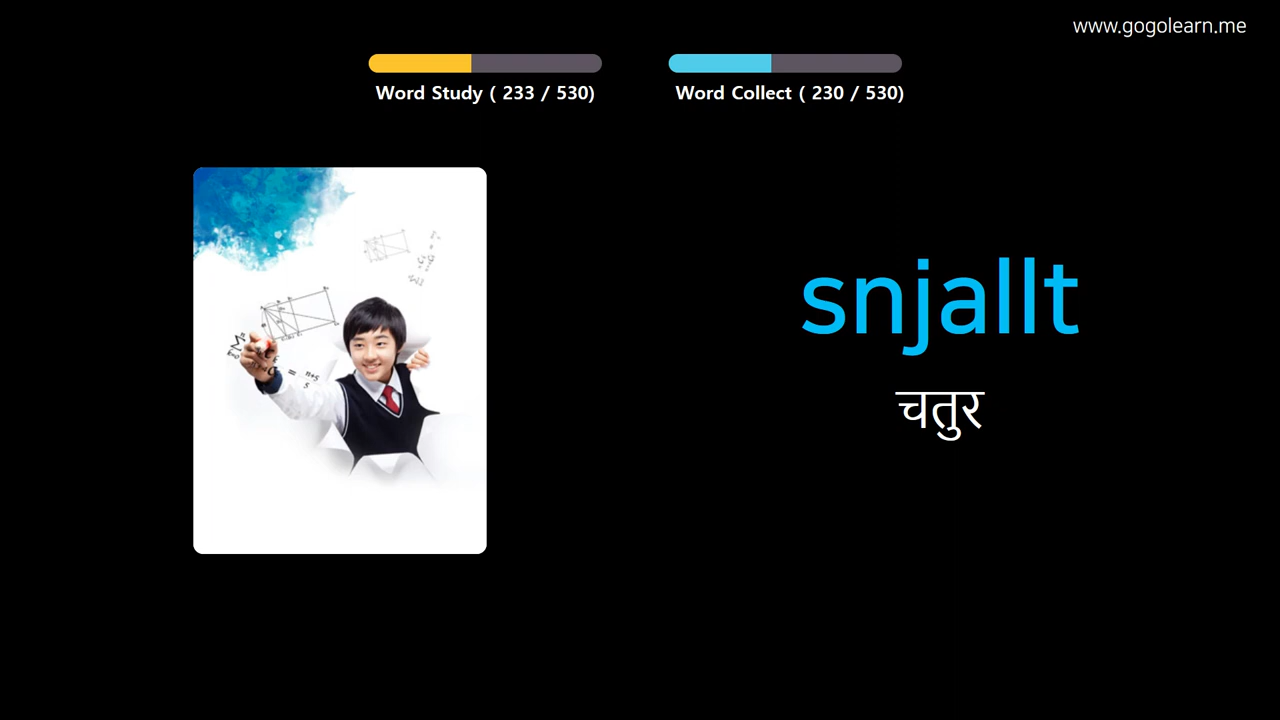 www.gogolearn.me
Word Study ( 233 / 530)
Word Collect ( 230 / 530)
snjallt
चतुर